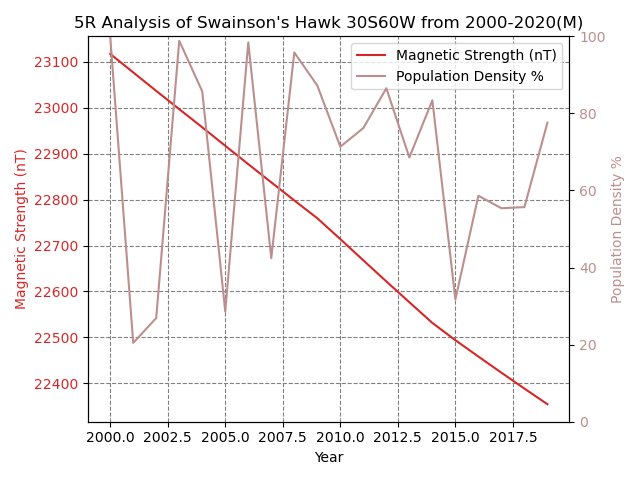 5R Analysis of Swainson's Hawk 30S60W from 2000-2020(M)
Magnetic Strength (nT)
Population Density %
23100
23000
22900
22800
22700
22600
22500
22400
Magnetic Strength (nT)
100
80
60
40
20
0
Population Density %
2000.0 2002.5 2005.0 2007.5 2010.0 2012.5 2015.0 2017.5
Year